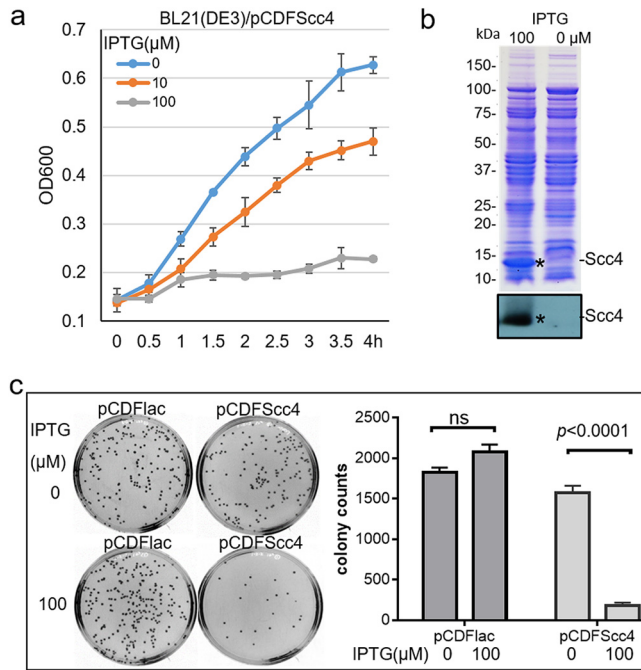 a
BL21(DE3)/pCDFScc4
IPTG(μM)
0
10
100
OD600
0.7
0.6
0.5
0.4
0.3
0.2
0.1
0 0.5 1 1.5 2 2.5 3 3.5 4h
b
IPTG
kDa 100 0 μM
150-
100-
75-
50-
37-
25-
20-
15-
10-
*
-Scc4
*
-Scc4
c
pCDFlac pCDFScc4
IPTG
(μM)
0
pCDFlac pCDFScc4
100
colony counts
2500
2000
1500
1000
500
0
ns
p<0.0001
pCDFlac pCDFScc4
IPTG(μM) 0 100 0 100